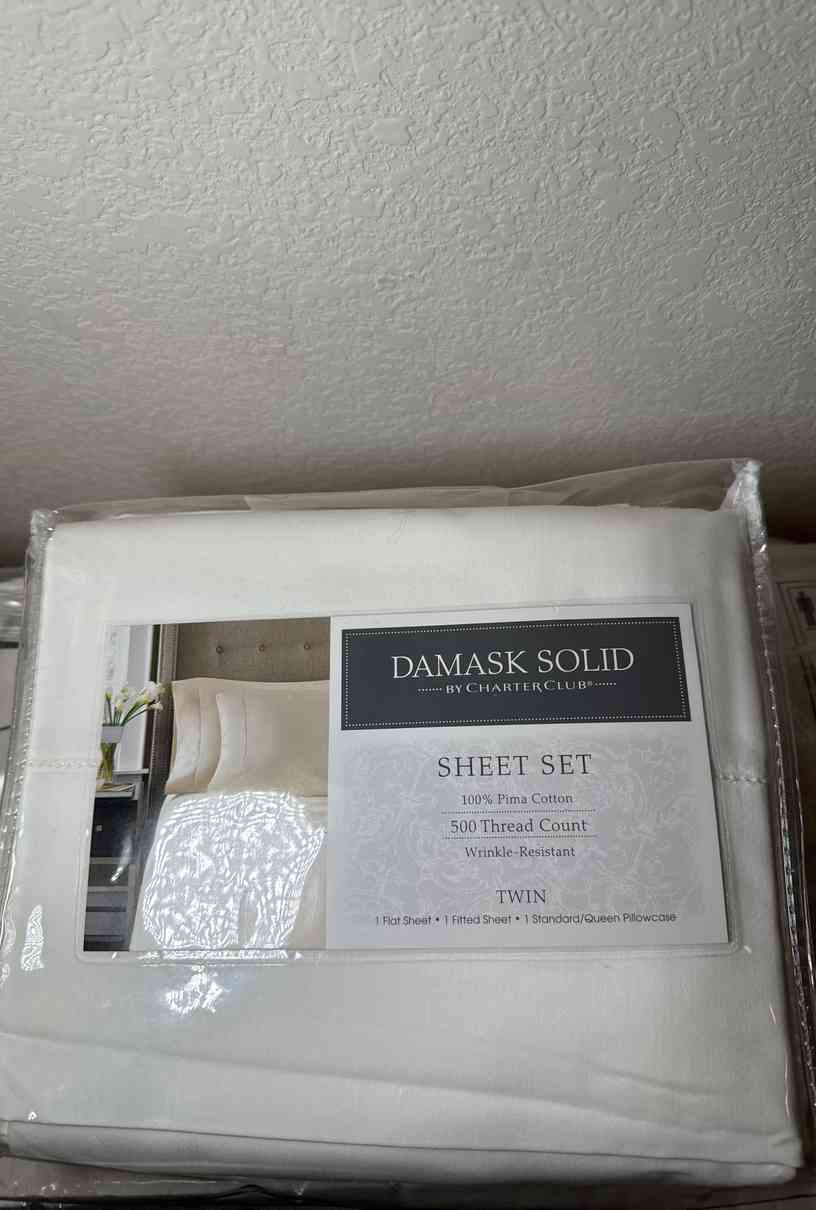 DAMASK SOLID
BY CHARTER CLUB®
SHEET SET
100% Pima Cotton
500 Thread Count
Wrinkle-Resistant
TWIN
1 Flat Sheet • 1 Fitted Sheet • 1 Standard/Queen Pillowcase